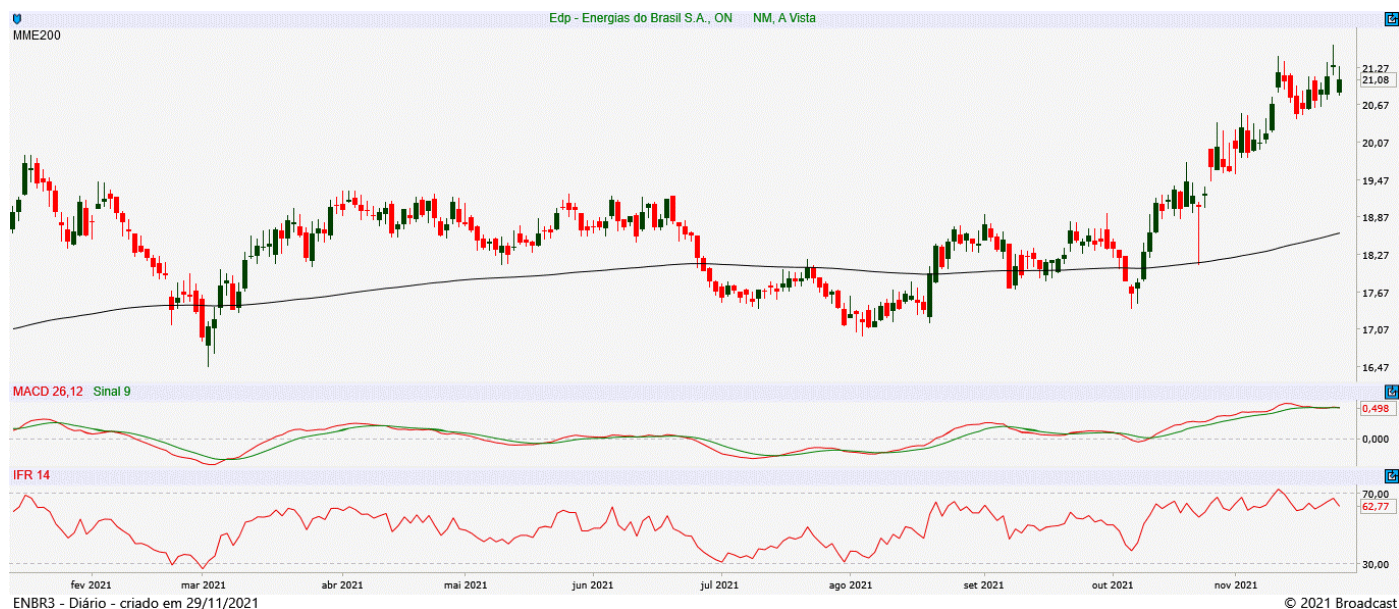 Edp - Energias do Brasil S.A., ON NM, A Vista
MME200
21,27
21,08
20,67
20,07
19,47
18,87
18,27
17,67
17,07
16,47
MACD 26,12 Sinal 9
0,498
0,000
IFR 14
70,00
62,77
30,00
fev 2021 mar 2021 abr 2021 mai 2021 jun 2021 jul 2021 ago 2021 set 2021 out 2021 nov 2021
ENBR3 - Diário - criado em 29/11/2021 © 2021 Broadcast